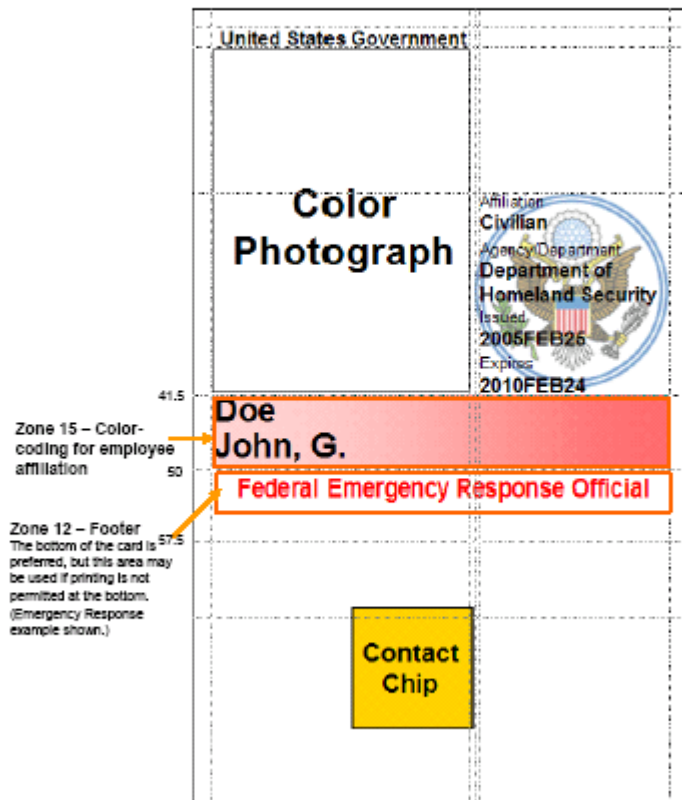 United States Government
Color
Photograph
Affiliation
Civilian
Agency/Department
Department of
Homeland Security
Issued
2005FEB25
Expires
2010FEB24
41.5
Doe
John, G.
Zone 15 – Color-
coding for employee
affiliation
50
Federal Emergency Response Official
Zone 12 – Footer
The bottom of the card is
preferred, but this area may
be used if printing is not
permitted at the bottom.
(Emergency Response
example shown.)
57.5
Contact
Chip